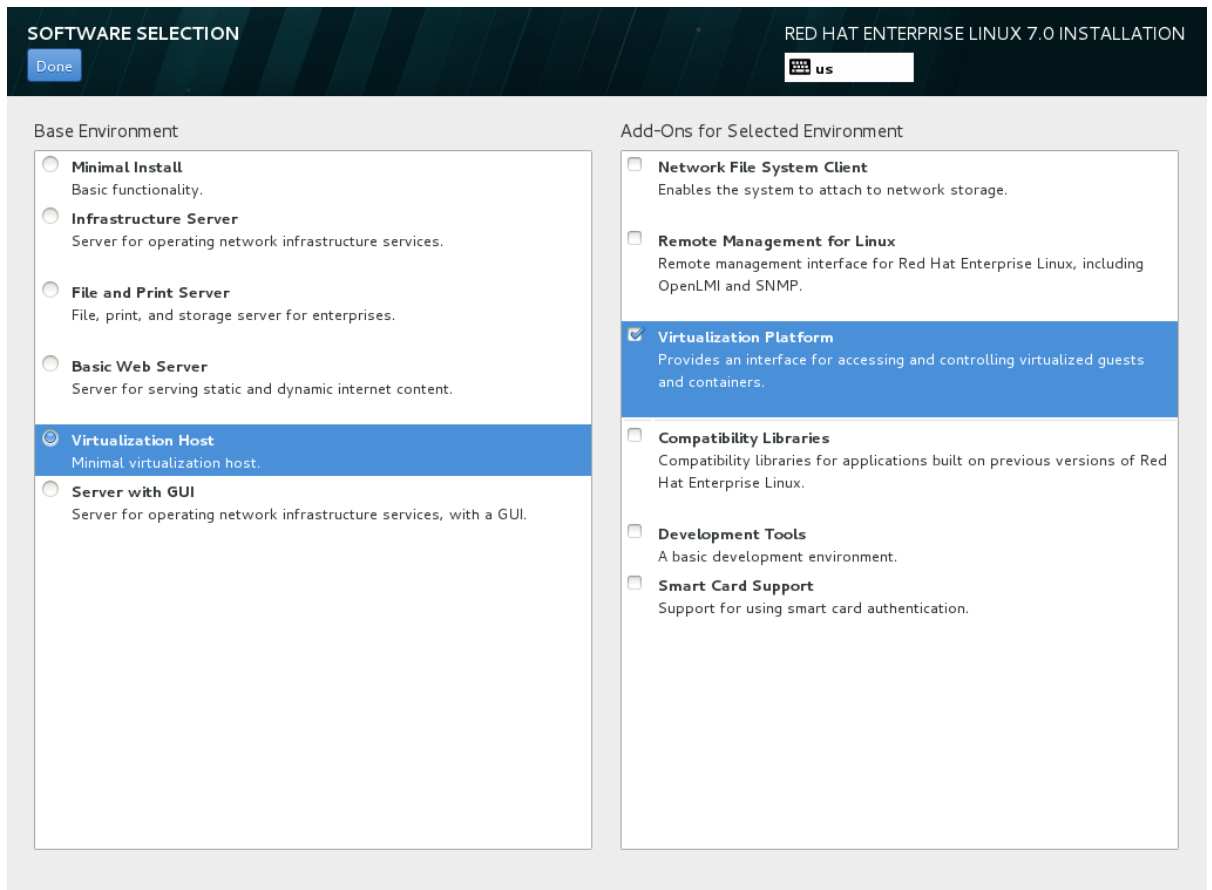 SOFTWARE SELECTION
RED HAT ENTERPRISE LINUX 7.0 INSTALLATION
Done
us
Base Environment
Minimal Install
Basic functionality.
Infrastructure Server
Server for operating network infrastructure services.
File and Print Server
File, print, and storage server for enterprises.
Basic Web Server
Server for serving static and dynamic internet content.
Virtualization Host
Minimal virtualization host.
Server with GUI
Server for operating network infrastructure services, with a GUI.
Add-Ons for Selected Environment
Network File System Client
Enables the system to attach to network storage.
Remote Management for Linux
Remote management interface for Red Hat Enterprise Linux, including
OpenLMI and SNMP.
Virtualization Platform
Provides an interface for accessing and controlling virtualized guests
and containers.
Compatibility Libraries
Compatibility libraries for applications built on previous versions of Red
Hat Enterprise Linux.
Development Tools
A basic development environment.
Smart Card Support
Support for using smart card authentication.